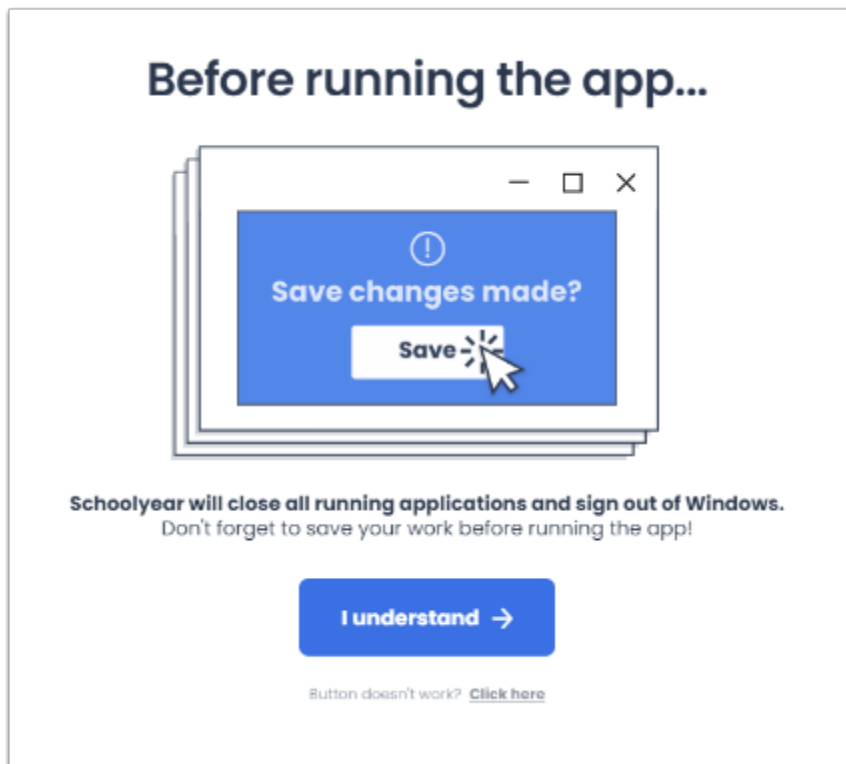 Before running the app...
Save changes made?
Save
Schoolyear will close all running applications and sign out of Windows.
Don't forget to save your work before running the app!
I understand →
Button doesn't work? Click here